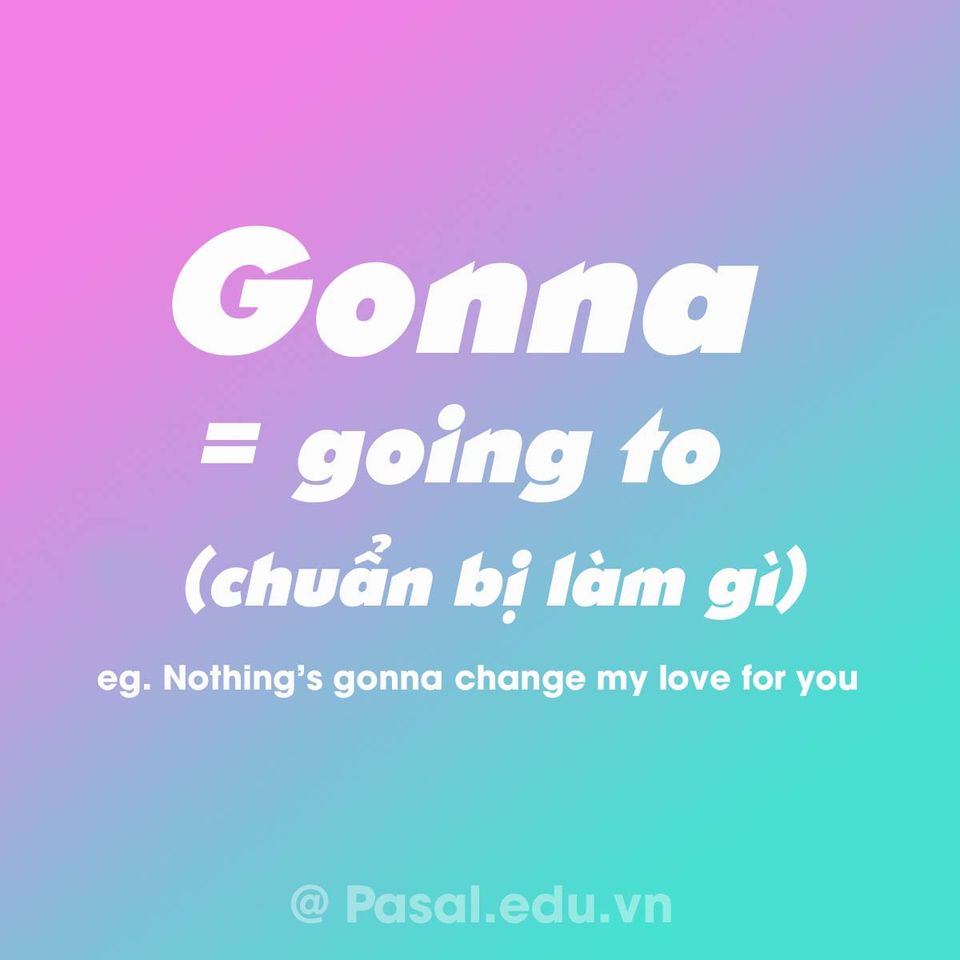 Gonna
= going to
(chuẩn bị làm gì)
eg. Nothing’s gonna change my love for you
@ Pasal.edu.vn